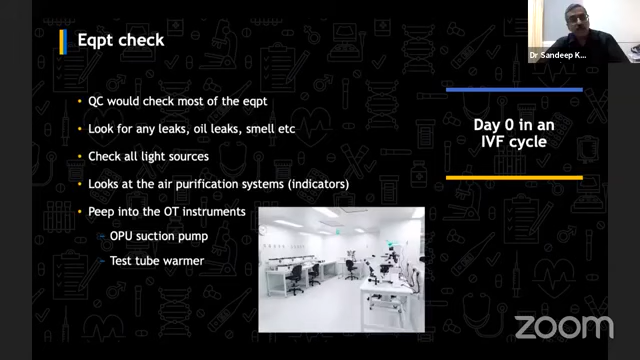 Eqpt check
Dr Sandeep K...
QC would check most of the eqpt
Look for any leaks, oil leaks, smell etc
Check all light sources
Looks at the air purification systems (indicators)
Peep into the OT instruments
OPU suction pump
Test tube warmer
Day 0 in an
IVF cycle
zoom